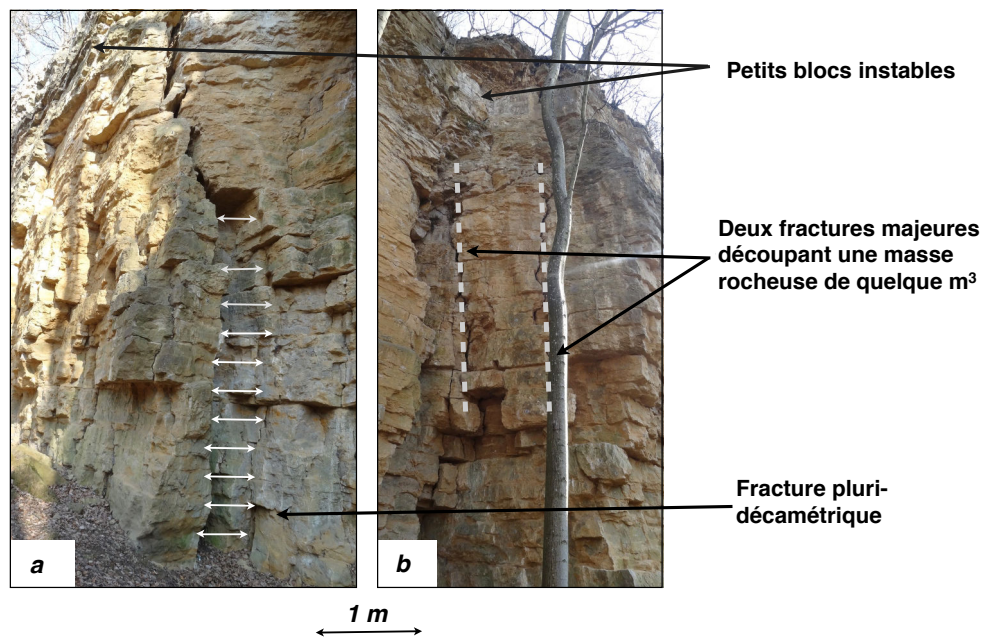 Petits blocs instables
Deux fractures majeures
découpant une masse
rocheuse de quelque m³
Fracture pluri-
décamétrique
a
b
1 m